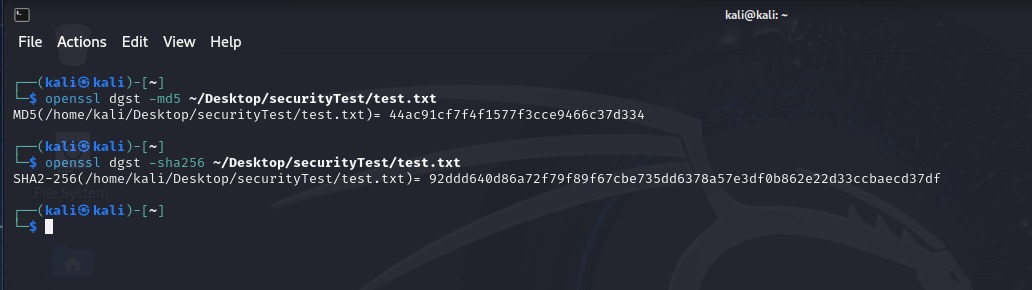 kali@kali: ~
File Actions Edit View Help
┌──(kali㉿kali)-[~]
└─$ openssl dgst -md5 ~/Desktop/securityTest/test.txt
MD5(/home/kali/Desktop/securityTest/test.txt)= 44ac91cf7f4f1577f3cce9466c37d334
┌──(kali㉿kali)-[~]
└─$ openssl dgst -sha256 ~/Desktop/securityTest/test.txt
SHA2-256(/home/kali/Desktop/securityTest/test.txt)= 92ddd640d86a72f79f89f67cbe735dd6378a57e3df0b862e22d33ccbaecd37df
File System
┌──(kali㉿kali)-[~]
└─$